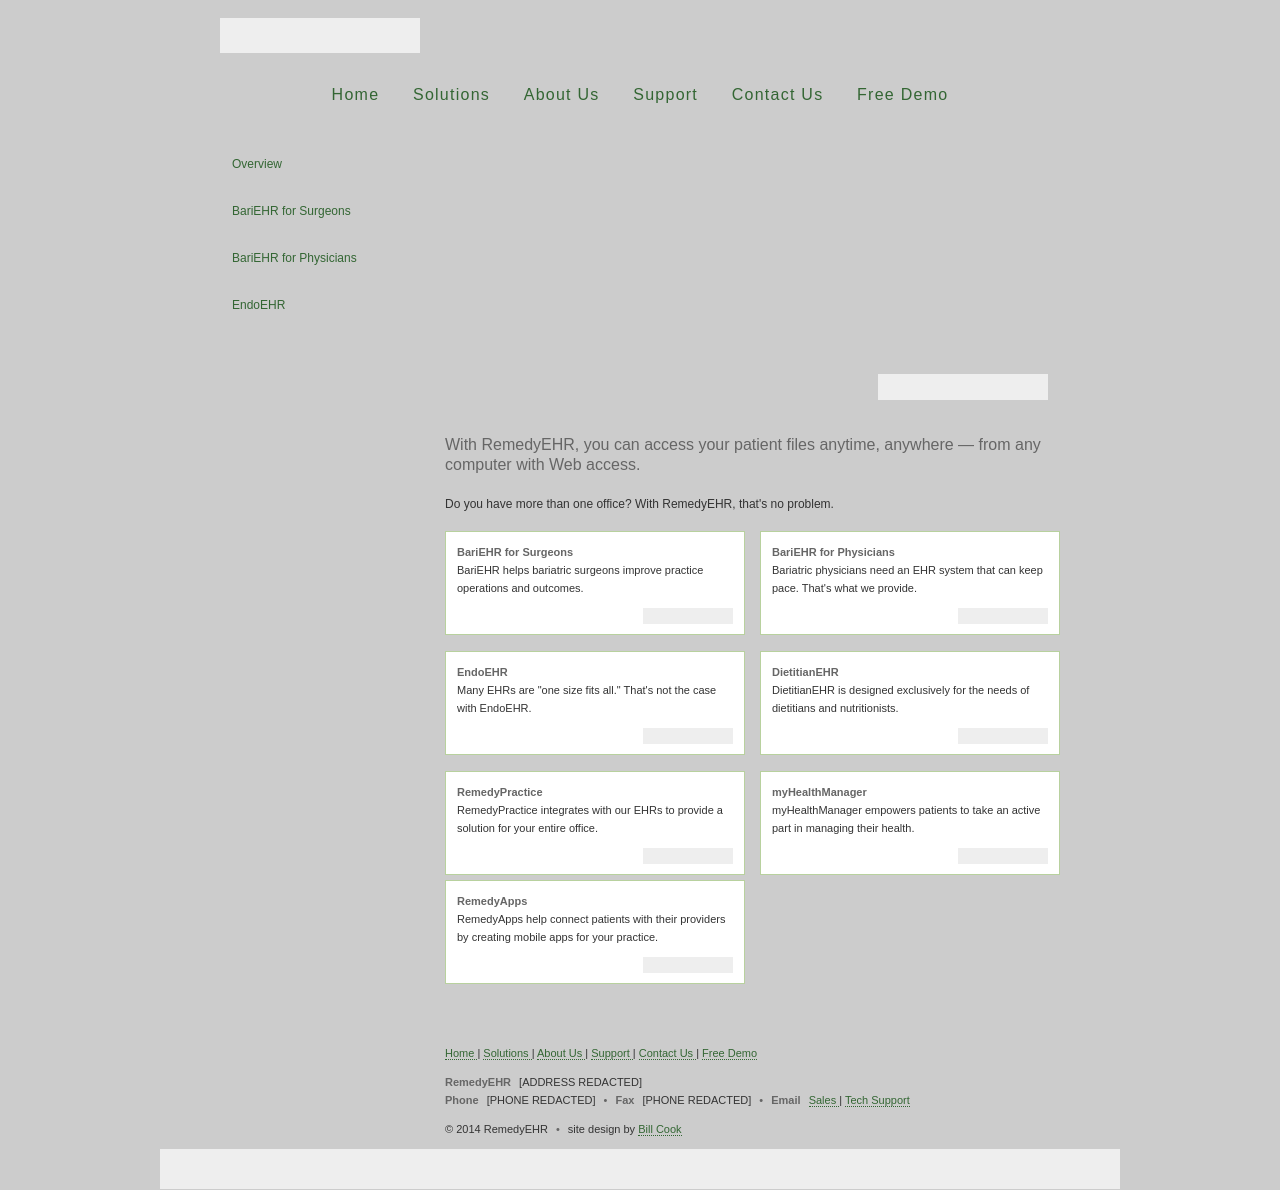 Home Solutions About Us Support Contact Us Free Demo
Overview
BariEHR for Surgeons
BariEHR for Physicians
EndoEHR
With RemedyEHR, you can access your patient files anytime, anywhere — from any
computer with Web access.
Do you have more than one office? With RemedyEHR, that's no problem.
BariEHR for Surgeons
BariEHR helps bariatric surgeons improve practice
operations and outcomes.
BariEHR for Physicians
Bariatric physicians need an EHR system that can keep
pace. That's what we provide.
EndoEHR
Many EHRs are "one size fits all." That's not the case
with EndoEHR.
DietitianEHR
DietitianEHR is designed exclusively for the needs of
dietitians and nutritionists.
RemedyPractice
RemedyPractice integrates with our EHRs to provide a
solution for your entire office.
myHealthManager
myHealthManager empowers patients to take an active
part in managing their health.
RemedyApps
RemedyApps help connect patients with their providers
by creating mobile apps for your practice.
Home | Solutions | About Us | Support | Contact Us | Free Demo
RemedyEHR [ADDRESS REDACTED]
Phone [PHONE REDACTED] • Fax [PHONE REDACTED] • Email Sales | Tech Support
© 2014 RemedyEHR • site design by Bill Cook